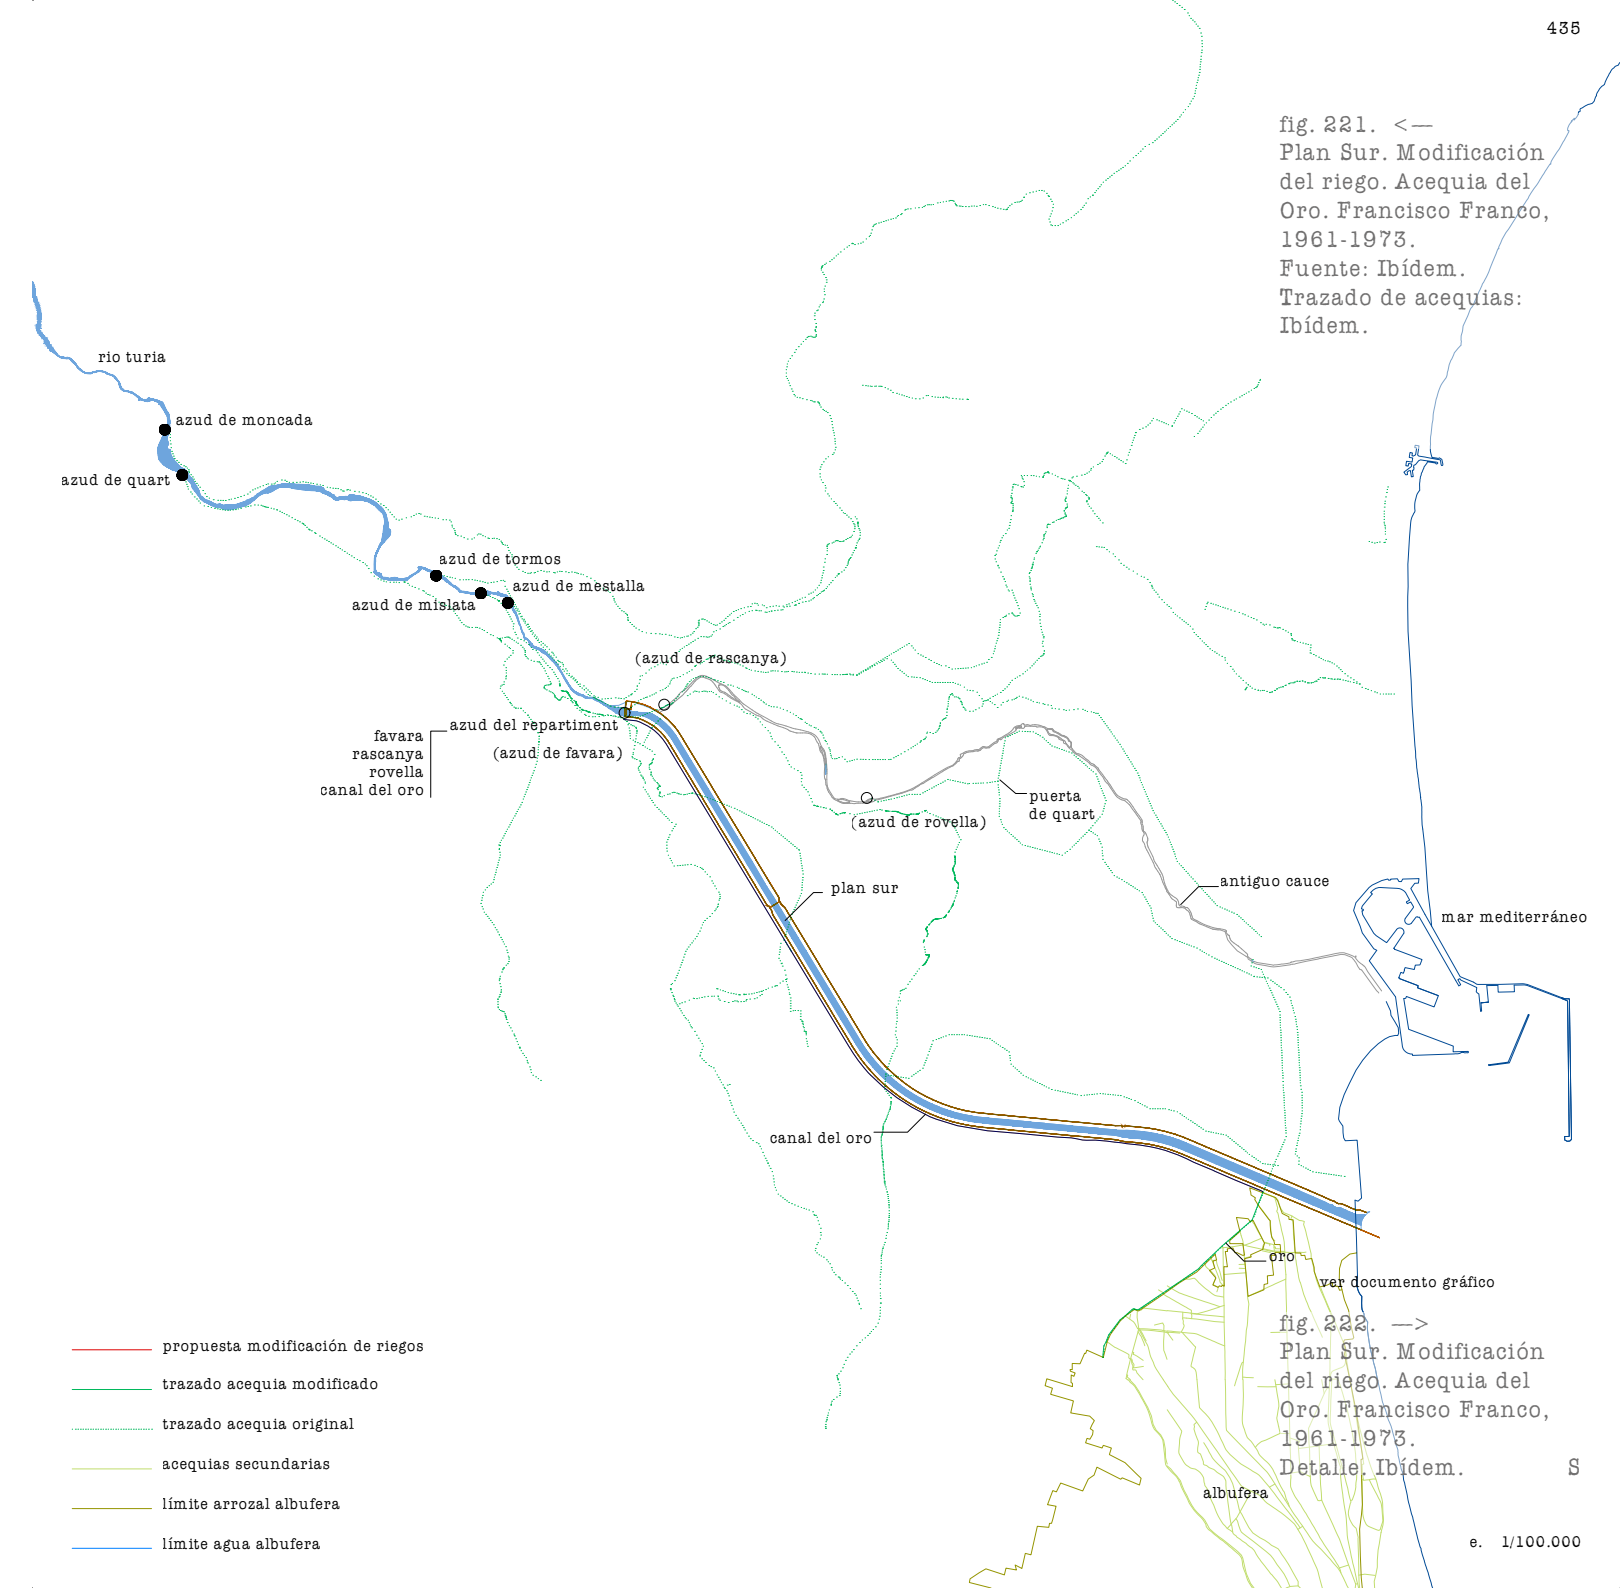 435
fig. 221. <—
Plan Sur. Modificación
del riego. Acequia del
Oro. Francisco Franco,
1961-1973.
Fuente: Ibídem.
Trazado de acequias:
Ibídem.
rio turia
azud de moncada
azud de quart
azud de tormos
azud de mestalla
azud de mislata
(azud de rascanya)
azud del repartiment
(azud de favara)
favara
rascanya
rovella
canal del oro
puerta
de quart
(azud de rovella)
plan sur
antiguo cauce
mar mediterráneo
canal del oro
oro
ver documento gráfico
fig. 222. —>
Plan Sur. Modificación
del riego. Acequia del
Oro. Francisco Franco,
1961-1973.
Detalle. Ibídem.
S
albufera
propuesta modificación de riegos
trazado acequia modificado
trazado acequia original
acequias secundarias
límite arrozal albufera
límite agua albufera
e. 1/100.000